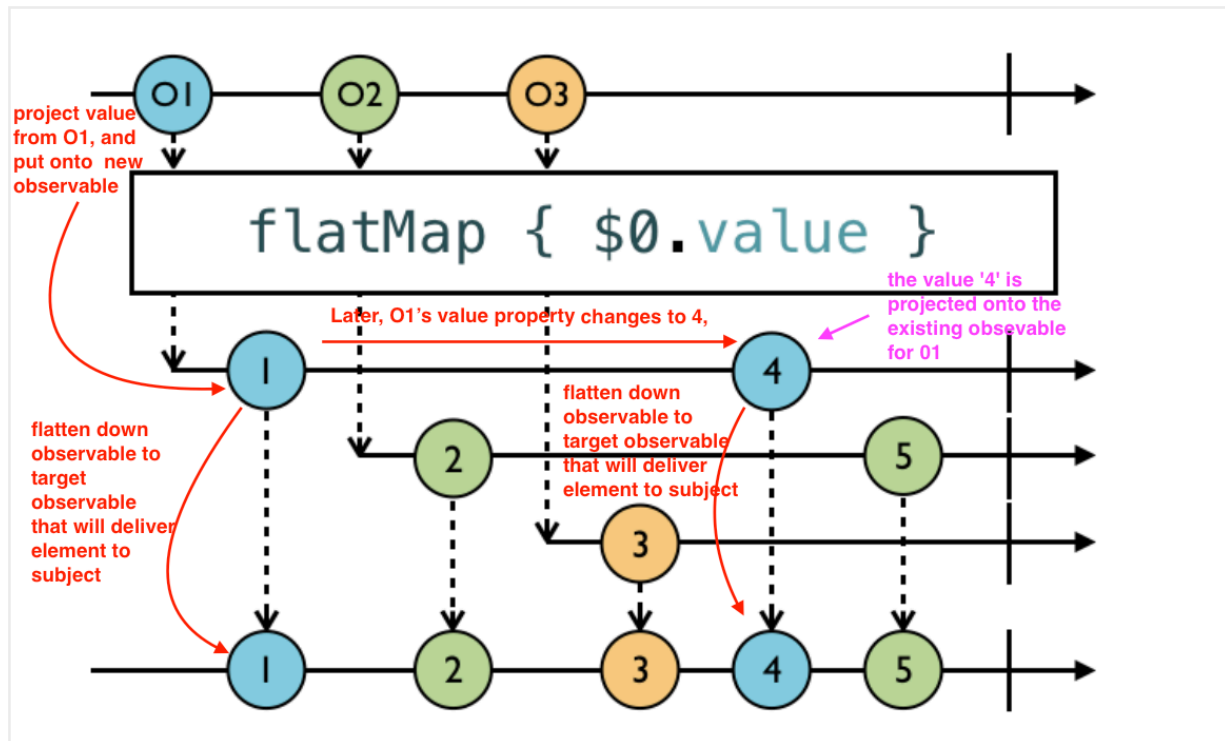 O1
O2
O3
project value
from O1, and
put onto new
observable
flatMap { $0.value }
the value '4' is
projected onto the
existing obsevable
for 01
Later, O1's value property changes to 4,
1
4
flatten down
observable to
target observable
that will deliver
element to subject
flatten down
observable to
target
observable
that will deliver
element to
subject
2
5
3
1
2
3
4
5